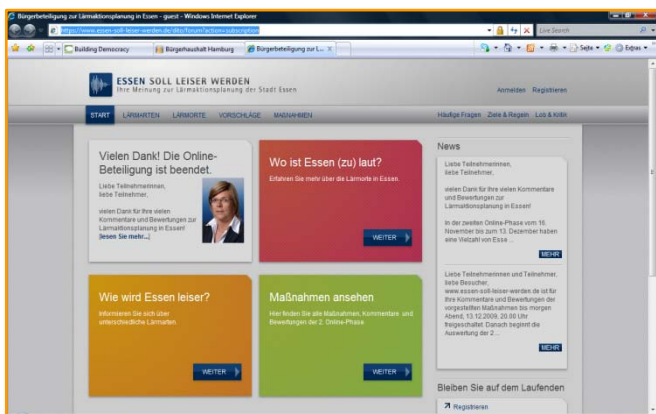 Bürgerbeteiligung zur Lärmaktionsplanung in Essen - guest - Windows Internet Explorer
https://www.essen-soll-leiser-werden.de/dito/forum?action=subscription
Live Search
Building Democracy
Bürgerhaushalt Hamburg
Bürgerbeteiligung zur L...
Seite
Extras
ESSEN SOLL LEISER WERDEN
Ihre Meinung zur Lärmaktionsplanung der Stadt Essen
Anmelden Registrieren
START LÄRMARTEN LÄRMORTE VORSCHLÄGE MAßNAHMEN
Häufige Fragen Ziele & Regeln Lob & Kritik
Vielen Dank! Die Online-
Beteiligung ist beendet.
Liebe Teilnehmerinnen,
liebe Teilnehmer,
vielen Dank für Ihre vielen
Kommentare und Bewertungen zur
Lärmaktionsplanung in Essen!
[lesen Sie mehr...]
Wo ist Essen (zu) laut?
Erfahren Sie mehr über die Lärmorte in Essen.
WEITER
Wie wird Essen leiser?
Informieren Sie sich über
unterschiedliche Lärmarten.
WEITER
Maßnahmen ansehen
Hier finden Sie alle Maßnahmen, Kommentare und
Bewertungen der 2. Online-Phase
WEITER
News
Liebe Teilnehmerinnen,
liebe Teilnehmer,
vielen Dank für Ihre vielen Kommentare
und Bewertungen zur
Lärmaktionsplanung in Essen!
In der zweiten Online-Phase vom 16.
November bis zum 13. Dezember haben
eine Vielzahl von Esse ...
MEHR
Liebe Teilnehmerinnen und Teilnehmer,
liebe Besucher,
www.essen-soll-leiser-werden.de ist für
Ihre Kommentare und Bewertungen der
vorgestellten Maßnahmen bis morgen
Abend, 13.12.2009, 20.00 Uhr
freigeschaltet. Danach beginnt die
Auswertung der 2 ...
MEHR
Bleiben Sie auf dem Laufenden
Registrieren